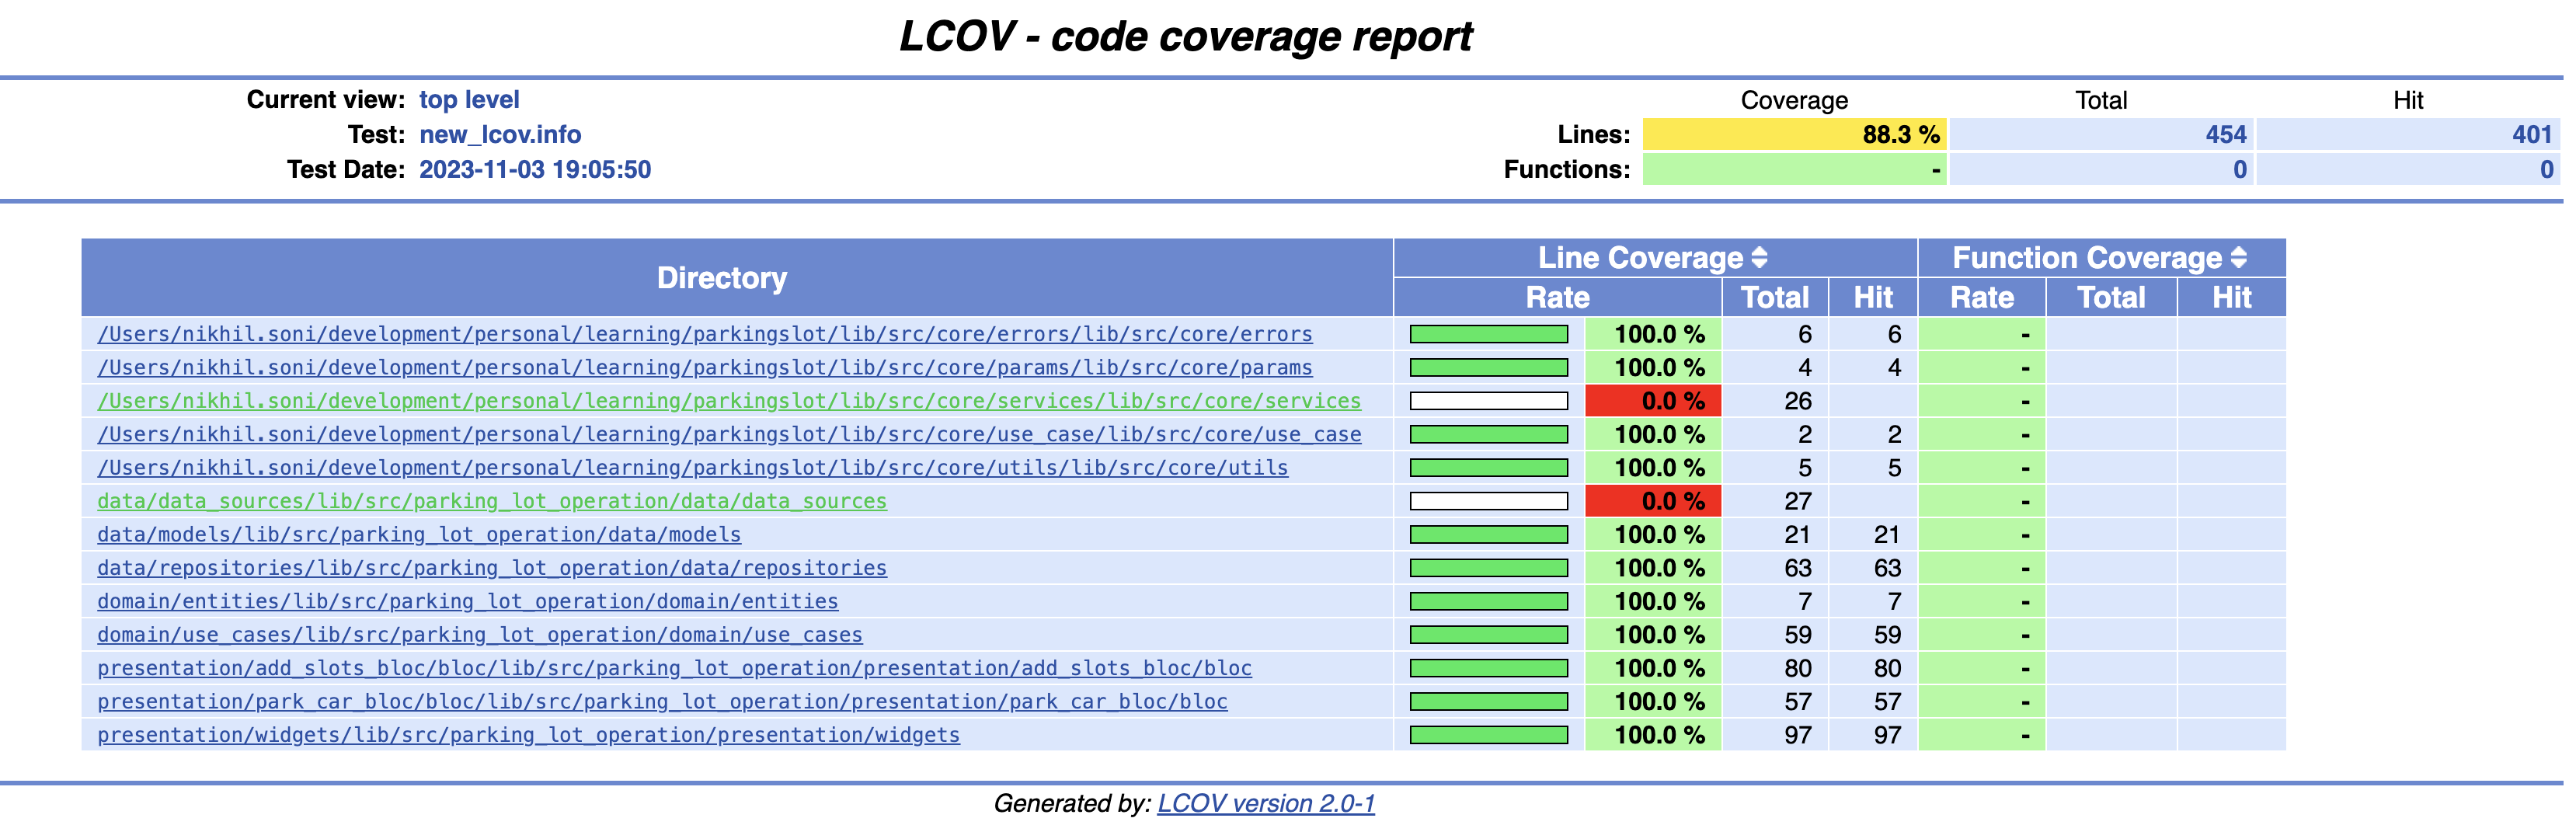 LCOV - code coverage report
Current view: top level
Coverage Total Hit
Test: new_lcov.info
Lines: 88.3 % 454 401
Test Date: 2023-11-03 19:05:50
Functions: - 0 0
Directory Line Coverage Function Coverage
Rate Total Hit Rate Total Hit
/Users/nikhil.soni/development/personal/learning/parkingslot/lib/src/core/errors/lib/src/core/errors 100.0 % 6 6 -
/Users/nikhil.soni/development/personal/learning/parkingslot/lib/src/core/params/lib/src/core/params 100.0 % 4 4 -
/Users/nikhil.soni/development/personal/learning/parkingslot/lib/src/core/services/lib/src/core/services 0.0 % 26 -
/Users/nikhil.soni/development/personal/learning/parkingslot/lib/src/core/use_case/lib/src/core/use_case 100.0 % 2 2 -
/Users/nikhil.soni/development/personal/learning/parkingslot/lib/src/core/utils/lib/src/core/utils 100.0 % 5 5 -
data/data_sources/lib/src/parking_lot_operation/data/data_sources 0.0 % 27 -
data/models/lib/src/parking_lot_operation/data/models 100.0 % 21 21 -
data/repositories/lib/src/parking_lot_operation/data/repositories 100.0 % 63 63 -
domain/entities/lib/src/parking_lot_operation/domain/entities 100.0 % 7 7 -
domain/use_cases/lib/src/parking_lot_operation/domain/use_cases 100.0 % 59 59 -
presentation/add_slots_bloc/bloc/lib/src/parking_lot_operation/presentation/add_slots_bloc/bloc 100.0 % 80 80 -
presentation/park_car_bloc/bloc/lib/src/parking_lot_operation/presentation/park_car_bloc/bloc 100.0 % 57 57 -
presentation/widgets/lib/src/parking_lot_operation/presentation/widgets 100.0 % 97 97 -
Generated by: LCOV version 2.0-1